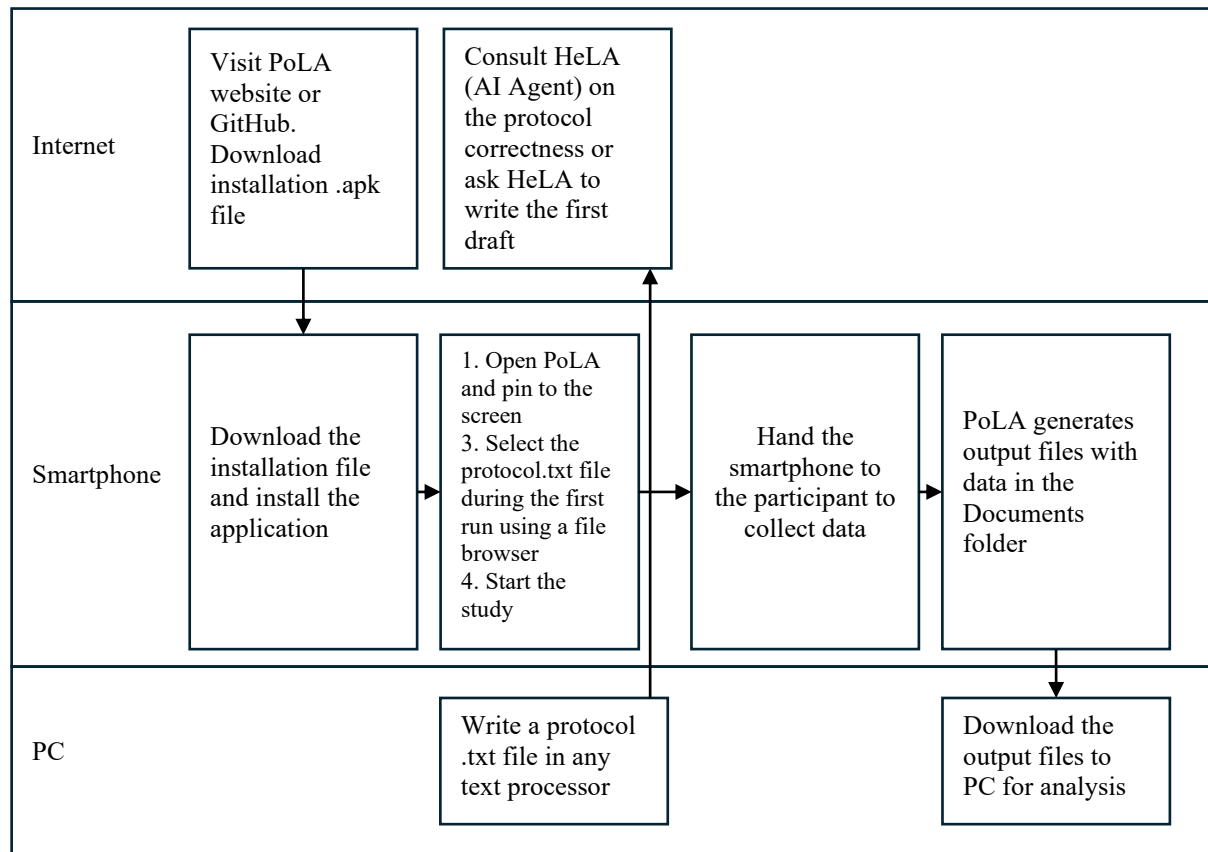 Internet
Visit PoLA
website or
GitHub.
Download
installation .apk
file
Consult HeLA
(AI Agent) on
the protocol
correctness or
ask HeLA to
write the first
draft
Smartphone
Download the
installation file
and install the
application
1. Open PoLA
and pin to the
screen
3. Select the
protocol.txt file
during the first
run using a file
browser
4. Start the
study
Hand the
smartphone to
the participant to
collect data
PoLA generates
output files with
data in the
Documents
folder
PC
Write a protocol
.txt file in any
text processor
Download the
output files to
PC for analysis